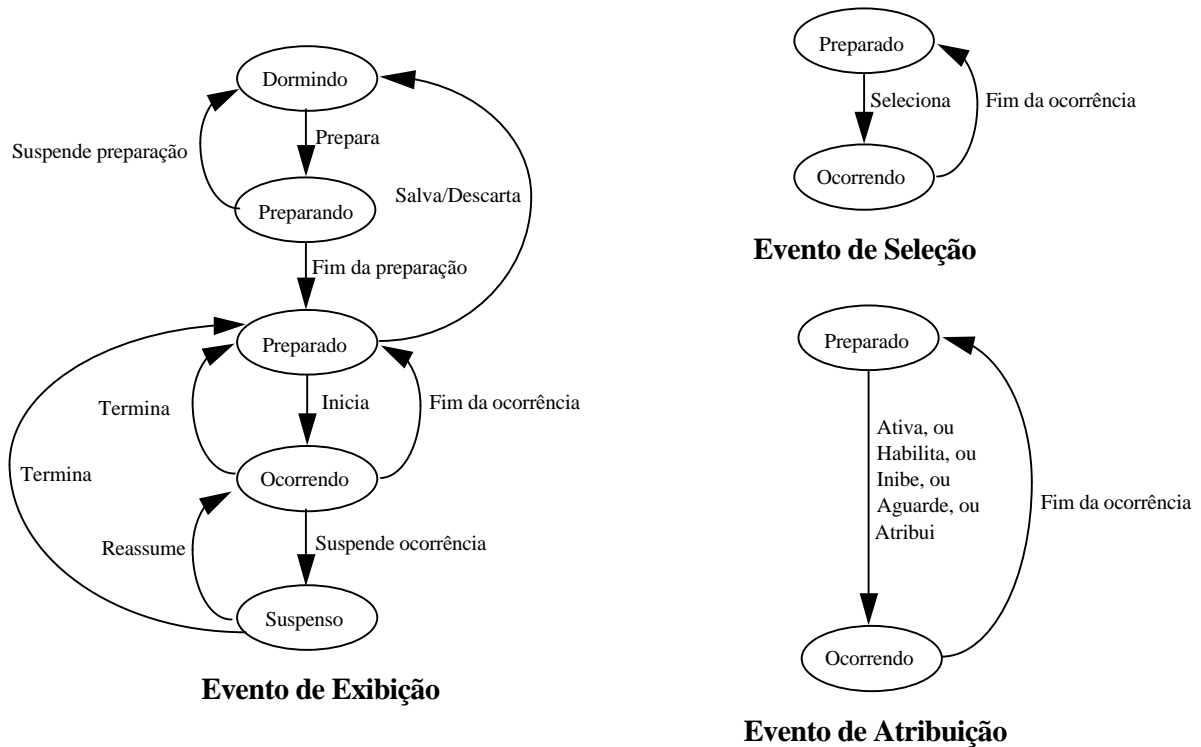 Dormindo
Prepara
Suspende preparação
Salva/Descarta
Preparando
Fim da preparação
Preparado
Termina
Inicia
Fim da ocorrência
Termina
Ocorrendo
Reassume
Suspende ocorrência
Suspenso
Evento de Exibição
Preparado
Seleciona
Fim da ocorrência
Ocorrendo
Evento de Seleção
Preparado
Ativa, ou
Habilita, ou
Inibe, ou
Aguarde, ou
Atribui
Fim da ocorrência
Ocorrendo
Evento de Atribuição